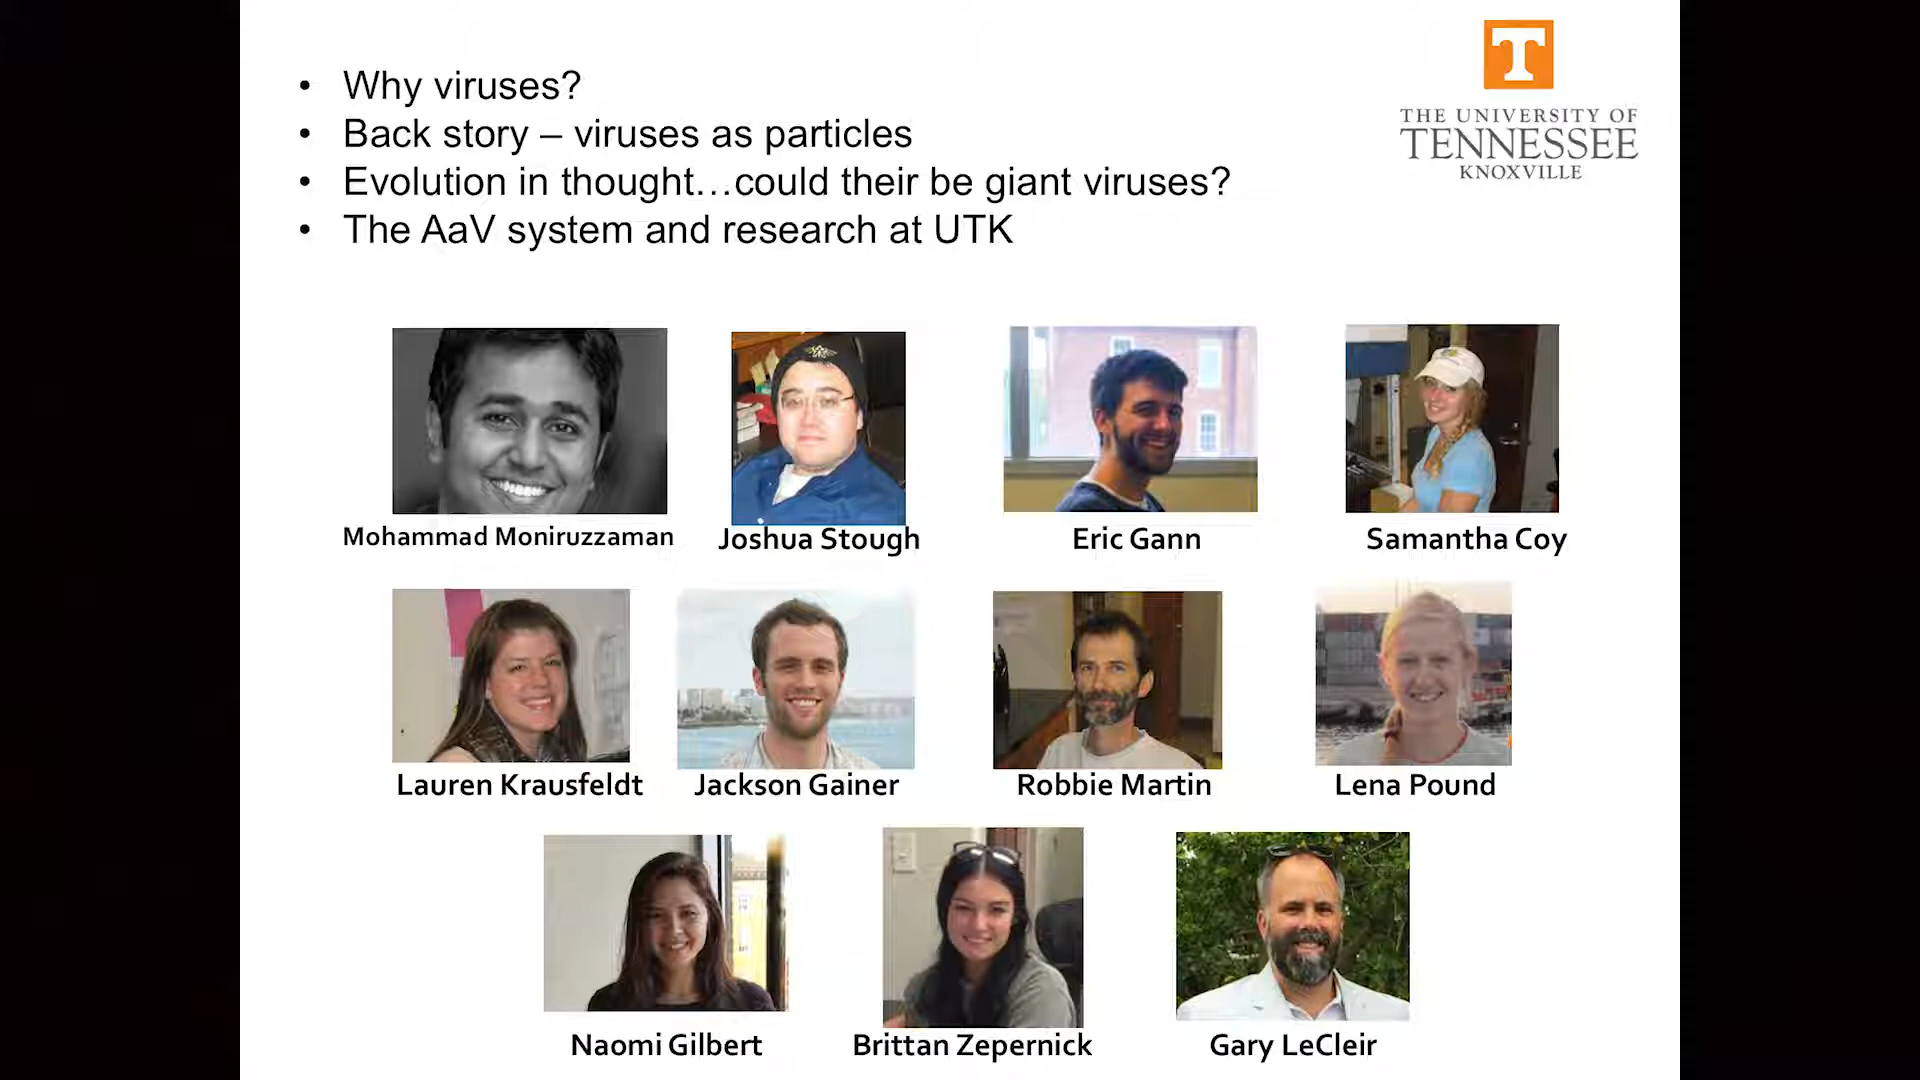 • Why viruses?
• Back story – viruses as particles
• Evolution in thought…could their be giant viruses?
• The AaV system and research at UTK
T
THE UNIVERSITY OF
TENNESSEE
KNOXVILLE
Mohammad Moniruzzaman
Joshua Stough
Eric Gann
Samantha Coy
Lauren Krausfeldt
Jackson Gainer
Robbie Martin
Lena Pound
Naomi Gilbert
Brittan Zepernick
Gary LeCleir